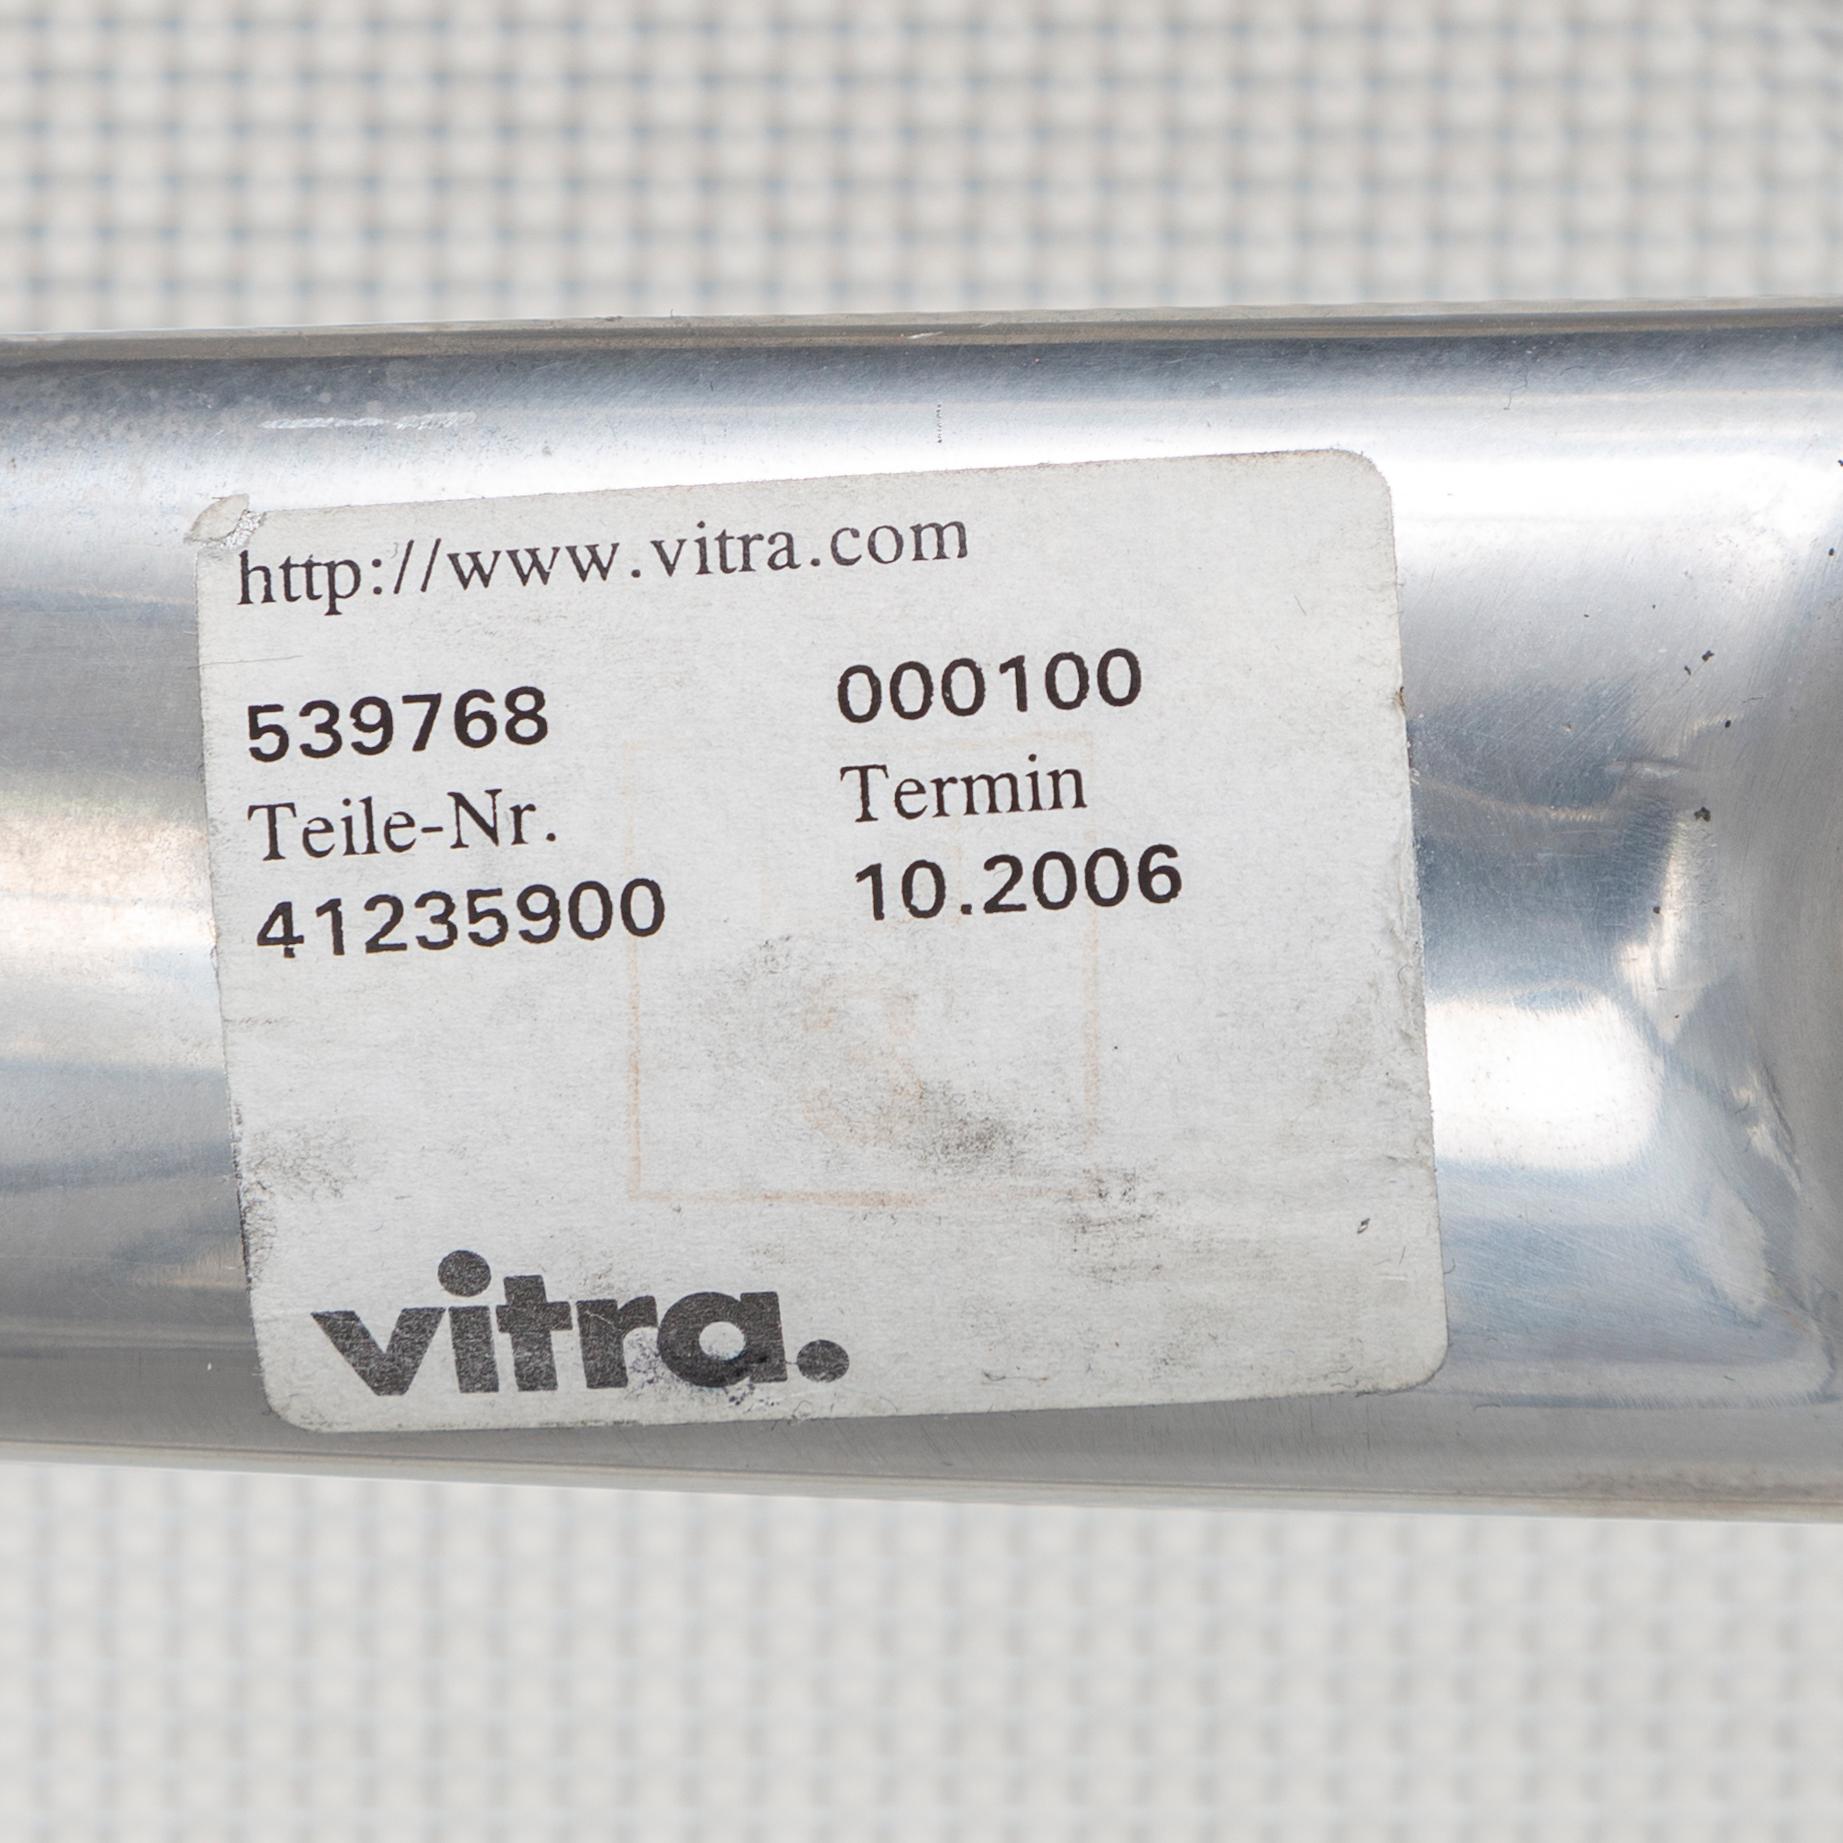 http://www.vitra.com
539768 000100
Teile-Nr. Termin
41235900 10.2006
vitra.